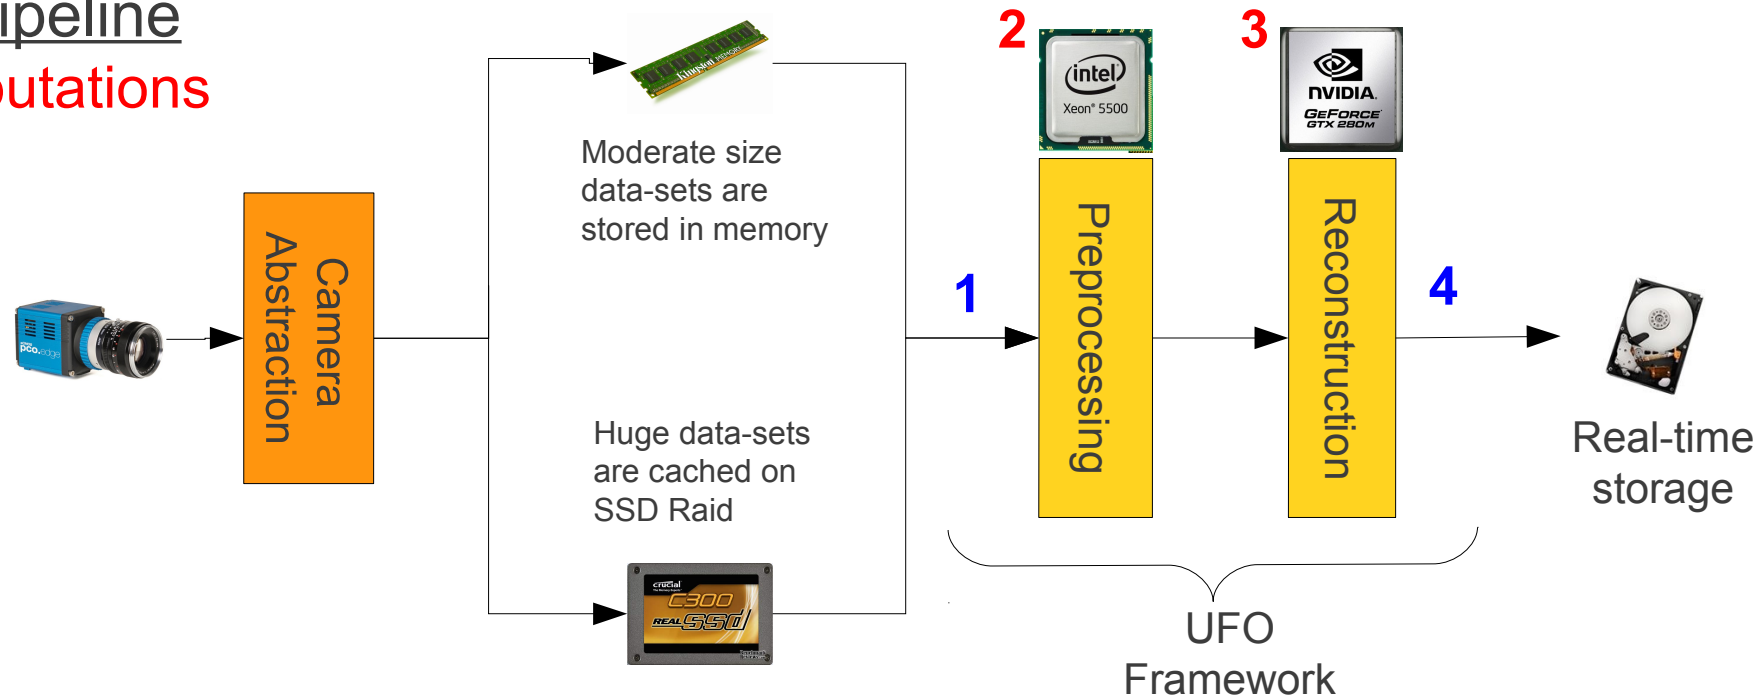 ipeline
outations
Kingston MEMORY
Moderate size
data-sets are
stored in memory
2
intel
Xeon® 5500
3
NVIDIA.
GEFORCE
GTX 280M
pco.edge
Camera
Abstraction
1
Preprocessing
Reconstruction
4
Huge data-sets
are cached on
SSD Raid
crucial
C300
REAL SSD
Real-time
storage
UFO
Framework